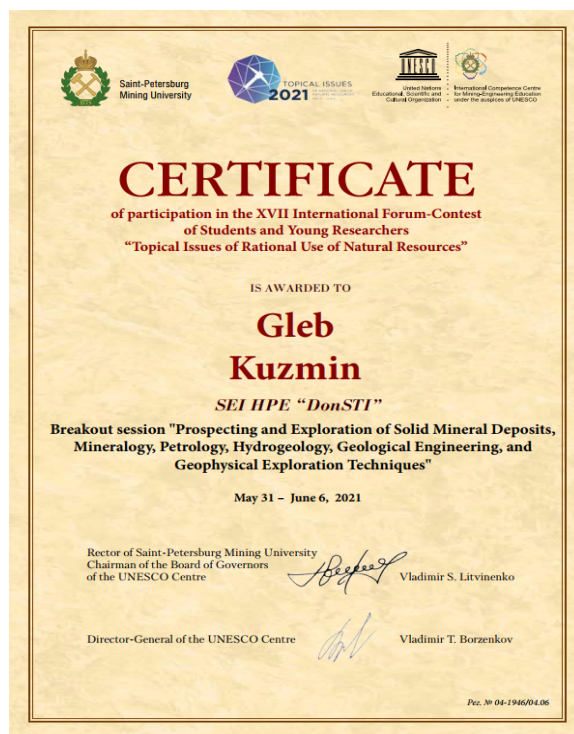 Saint-Petersburg
Mining University
TOPICAL ISSUES
2021
UNESCO
United Nations
Educational, Scientific and
Cultural Organization
International Competence Centre
for Mining-Engineering Education
under the auspices of UNESCO
CERTIFICATE
of participation in the XVII International Forum-Contest
of Students and Young Researchers
“Topical Issues of Rational Use of Natural Resources”
IS AWARDED TO
Gleb
Kuzmin
SEI HPE “DonSTI”
Breakout session "Prospecting and Exploration of Solid Mineral Deposits,
Mineralogy, Petrology, Hydrogeology, Geological Engineering, and
Geophysical Exploration Techniques"
May 31 – June 6, 2021
Rector of Saint-Petersburg Mining University
Chairman of the Board of Governors
of the UNESCO Centre
Vladimir S. Litvinenko
Director-General of the UNESCO Centre
Vladimir T. Borzenkov
Рег. № 04-1946/04.06